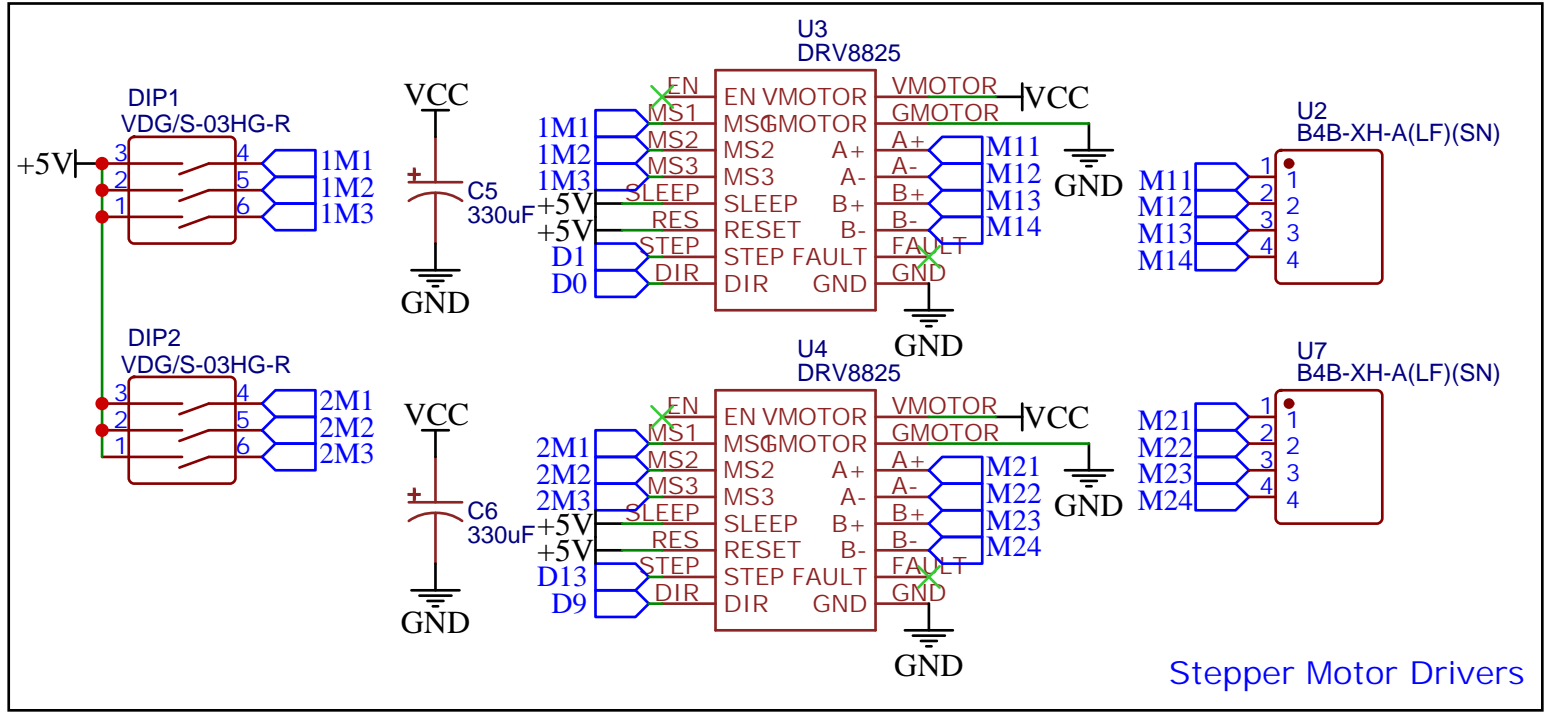 DIP1
VDG/S-03HG-R
+5V
3
2
1
4
5
6
1M1
1M2
1M3
DIP2
VDG/S-03HG-R
3
2
1
4
5
6
2M1
2M2
2M3
VCC
+
C5
330uF
GND
VCC
+
C6
330uF
GND
U3
DRV8825
1M1
1M2
1M3
+5V
+5V
D1
D0
EN
MS1
MS2
MS3
SLEEP
RES
STEP
DIR
EN VMOTOR
MS1 GMOTOR
MS2 A+
MS3 A-
SLEEP B+
RESET B-
STEP FAULT
DIR GND
VMOTOR
GMOTOR
A+
A-
B+
B-
FAULT
GND
VCC
GND
M11
M12
M13
M14
GND
U4
DRV8825
2M1
2M2
2M3
+5V
+5V
D13
D9
EN
MS1
MS2
MS3
SLEEP
RES
STEP
DIR
EN VMOTOR
MS1 GMOTOR
MS2 A+
MS3 A-
SLEEP B+
RESET B-
STEP FAULT
DIR GND
VMOTOR
GMOTOR
A+
A-
B+
B-
FAULT
GND
VCC
GND
M21
M22
M23
M24
GND
U2
B4B-XH-A(LF)(SN)
M11
M12
M13
M14
1
2
3
4
1
2
3
4
U7
B4B-XH-A(LF)(SN)
M21
M22
M23
M24
1
2
3
4
1
2
3
4
Stepper Motor Drivers